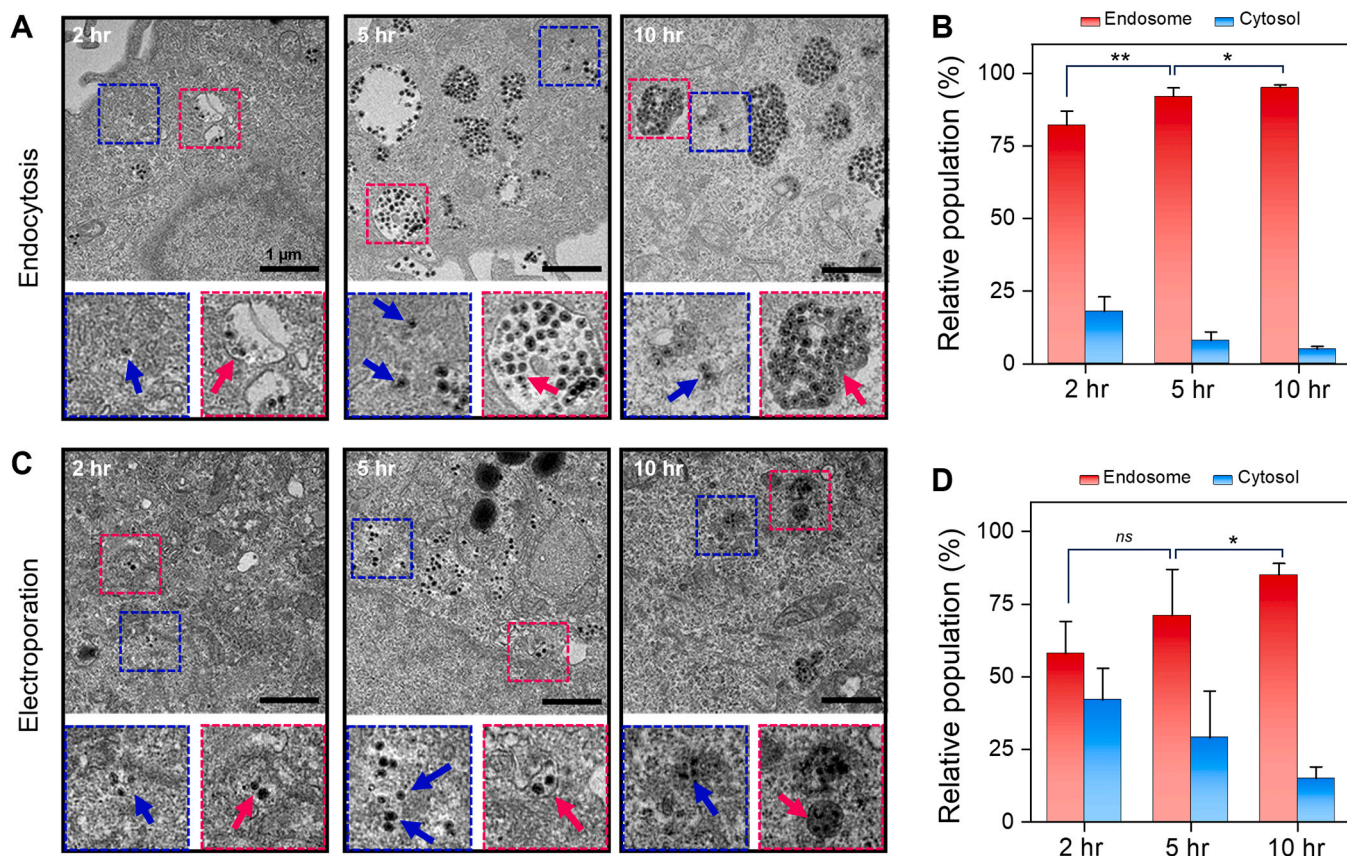 A
Endocytosis
2 hr
5 hr
10 hr
1 µm
B
Endosome
Cytosol
Relative population (%)
**
*
100
75
50
25
0
2 hr
5 hr
10 hr
C
Electroporation
2 hr
5 hr
10 hr
D
Endosome
Cytosol
Relative population (%)
ns
*
100
75
50
25
0
2 hr
5 hr
10 hr